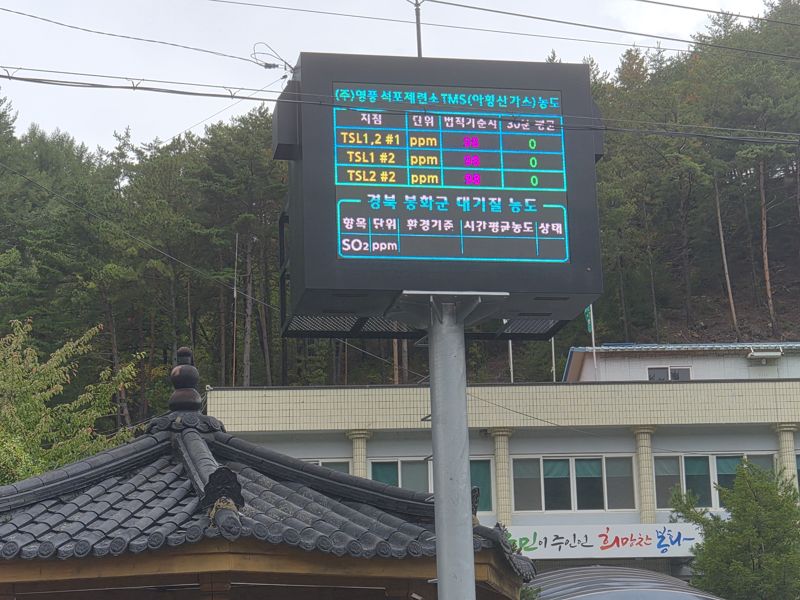 (주)영풍 석포제련소 TMS(아황산가스)농도
지점 단위 법적기준치 30분 평균
TSL1,2 #1 ppm 0
TSL1 #2 ppm 0
TSL2 #2 ppm 0
경북 봉화군 대기질 농도
항목 단위 환경기준 시간평균농도 상태
SO₂ ppm
이 주인인 희망찬 봉화~